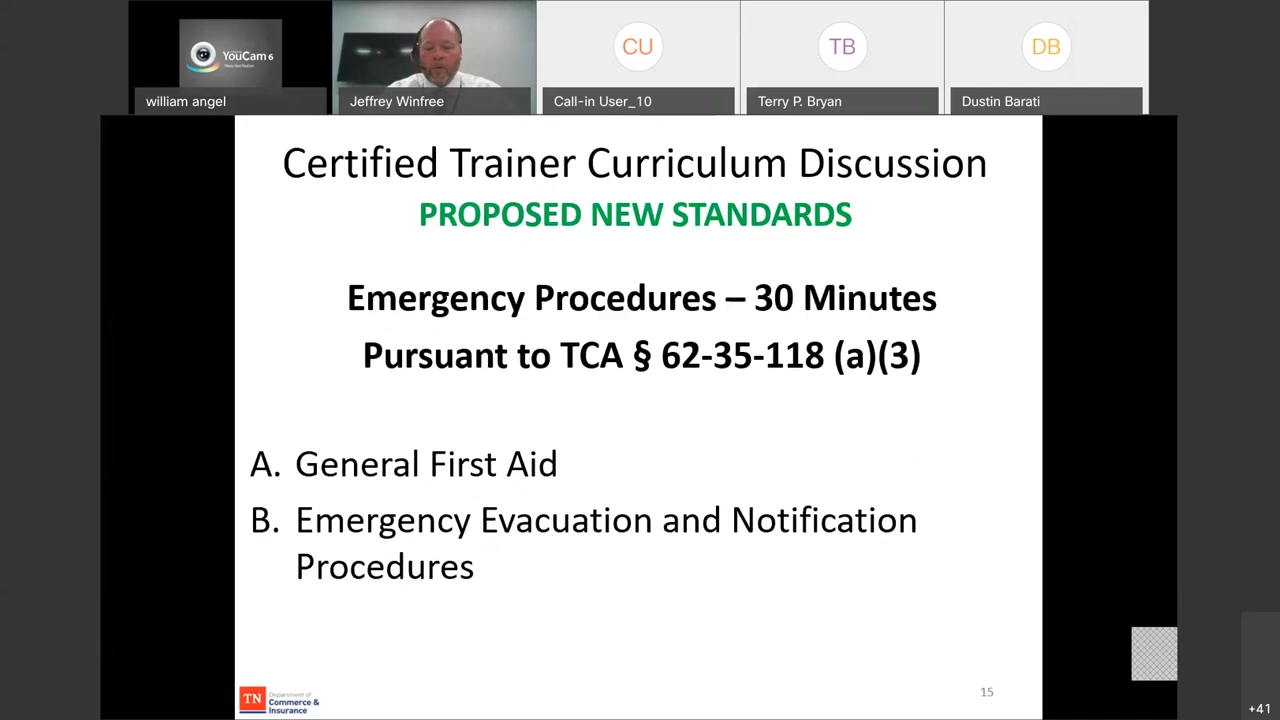 YouCam 6
CU
TB
DB
william angel
Jeffrey Winfree
Call-in User_10
Terry P. Bryan
Dustin Barati
Certified Trainer Curriculum Discussion
PROPOSED NEW STANDARDS
Emergency Procedures – 30 Minutes
Pursuant to TCA § 62-35-118 (a)(3)
A. General First Aid
B. Emergency Evacuation and Notification
Procedures
TN
Department of
Commerce &
Insurance
15
+41